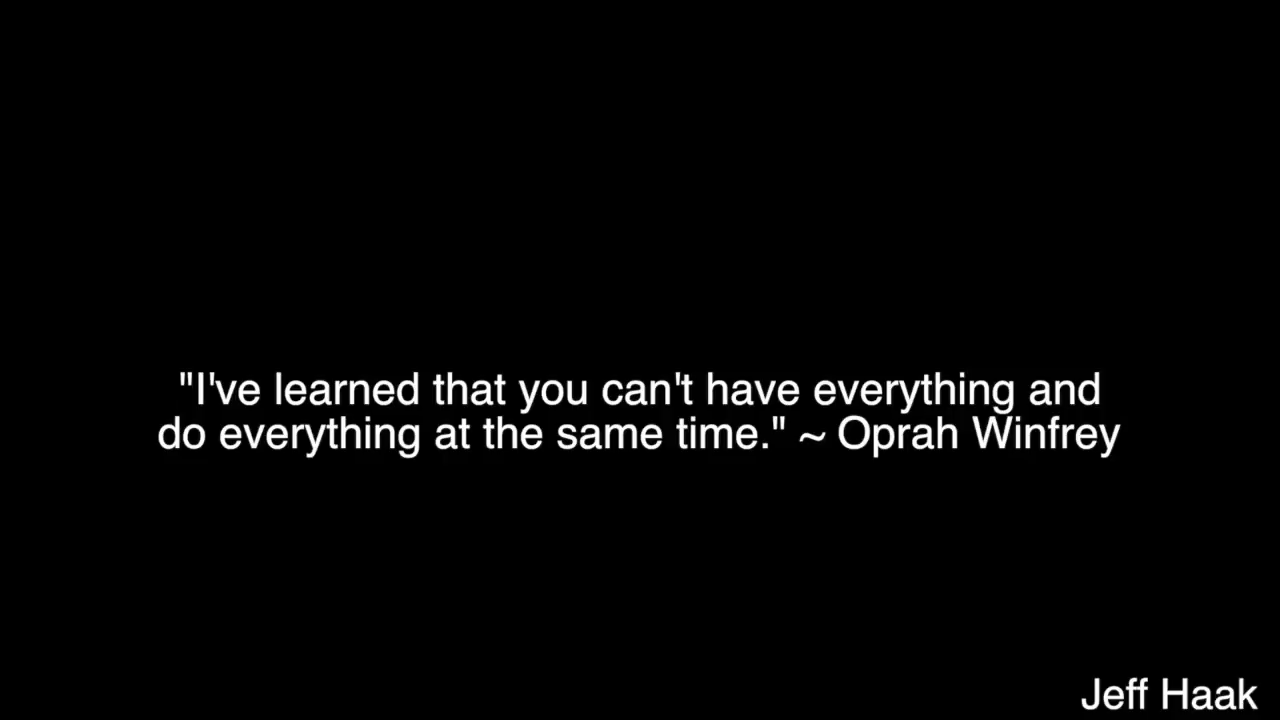 "I've learned that you can't have everything and
do everything at the same time." ~ Oprah Winfrey
Jeff Haak